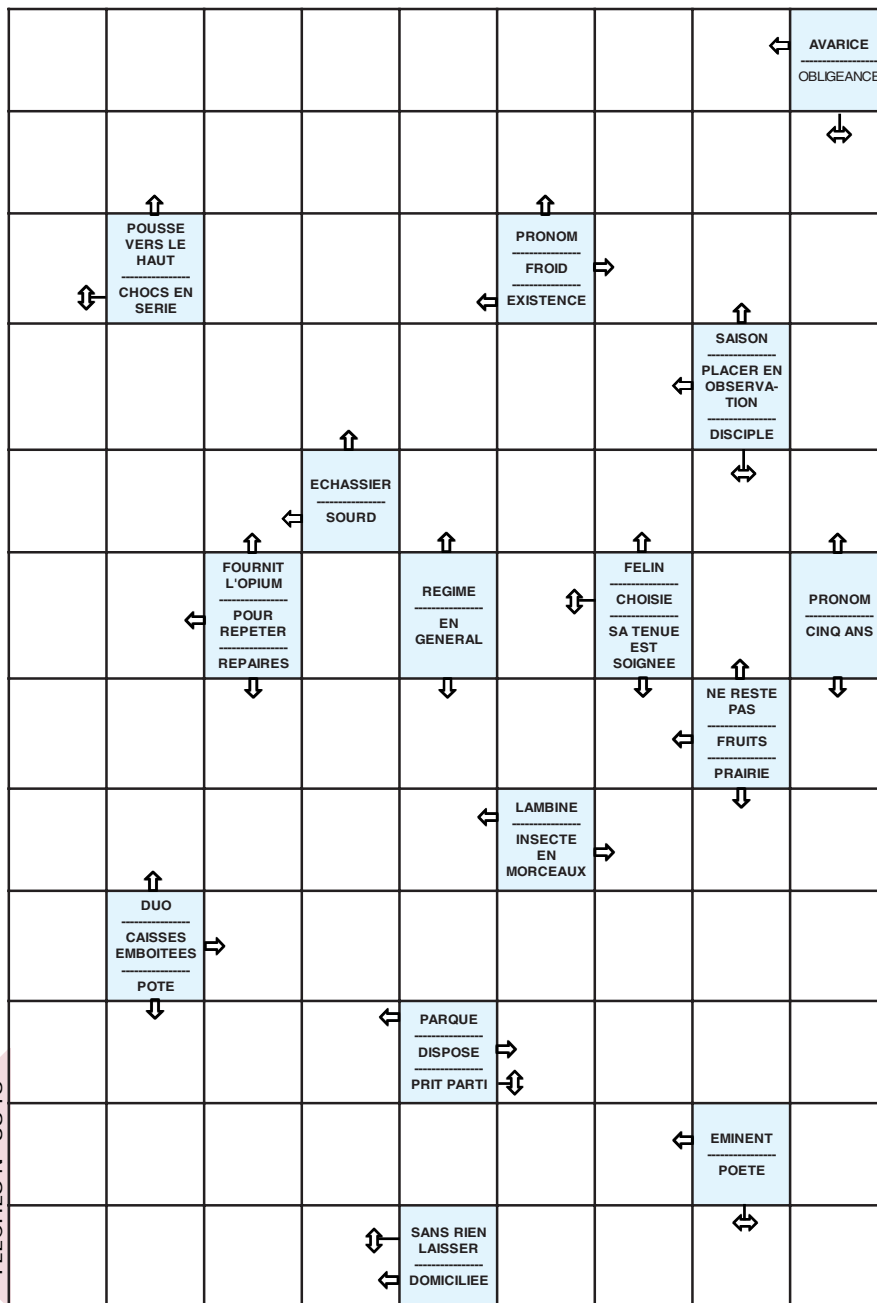 AVARICE
OBLIGEANCE
POUSSE
VERS LE
HAUT
CHOCS EN
SERIE
PRONOM
FROID
EXISTENCE
SAISON
PLACER EN
OBSERVA-
TION
DISCIPLE
ECHASSIER
SOURD
FOURNIT
L'OPIUM
POUR
REPETER
REPAIRES
REGIME
EN
GENERAL
FELIN
CHOISIE
SA TENUE
EST
SOIGNEE
PRONOM
CINQ ANS
NE RESTE
PAS
FRUITS
PRAIRIE
LAMBINE
INSECTE
EN
MORCEAUX
DUO
CAISSES
EMBOITEES
POTE
PARQUE
DISPOSE
PRIT PARTI
EMINENT
POETE
SANS RIEN
LAISSER
DOMICILIEE